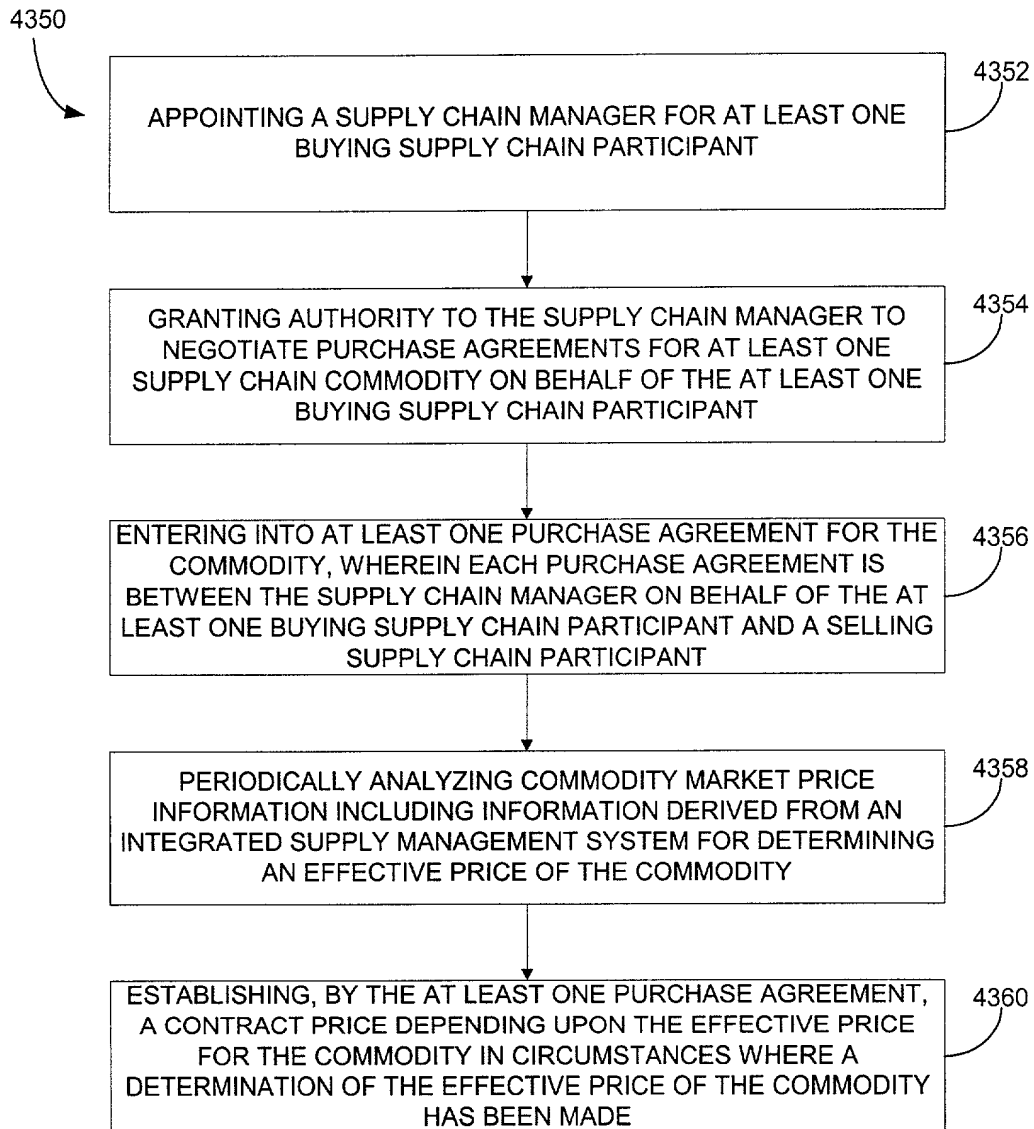 4350
4352
APPOINTING A SUPPLY CHAIN MANAGER FOR AT LEAST ONE
BUYING SUPPLY CHAIN PARTICIPANT
4354
GRANTING AUTHORITY TO THE SUPPLY CHAIN MANAGER TO
NEGOTIATE PURCHASE AGREEMENTS FOR AT LEAST ONE
SUPPLY CHAIN COMMODITY ON BEHALF OF THE AT LEAST ONE
BUYING SUPPLY CHAIN PARTICIPANT
4356
ENTERING INTO AT LEAST ONE PURCHASE AGREEMENT FOR THE
COMMODITY, WHEREIN EACH PURCHASE AGREEMENT IS
BETWEEN THE SUPPLY CHAIN MANAGER ON BEHALF OF THE AT
LEAST ONE BUYING SUPPLY CHAIN PARTICIPANT AND A SELLING
SUPPLY CHAIN PARTICIPANT
4358
PERIODICALLY ANALYZING COMMODITY MARKET PRICE
INFORMATION INCLUDING INFORMATION DERIVED FROM AN
INTEGRATED SUPPLY MANAGEMENT SYSTEM FOR DETERMINING
AN EFFECTIVE PRICE OF THE COMMODITY
4360
ESTABLISHING, BY THE AT LEAST ONE PURCHASE AGREEMENT,
A CONTRACT PRICE DEPENDING UPON THE EFFECTIVE PRICE
FOR THE COMMODITY IN CIRCUMSTANCES WHERE A
DETERMINATION OF THE EFFECTIVE PRICE OF THE COMMODITY
HAS BEEN MADE